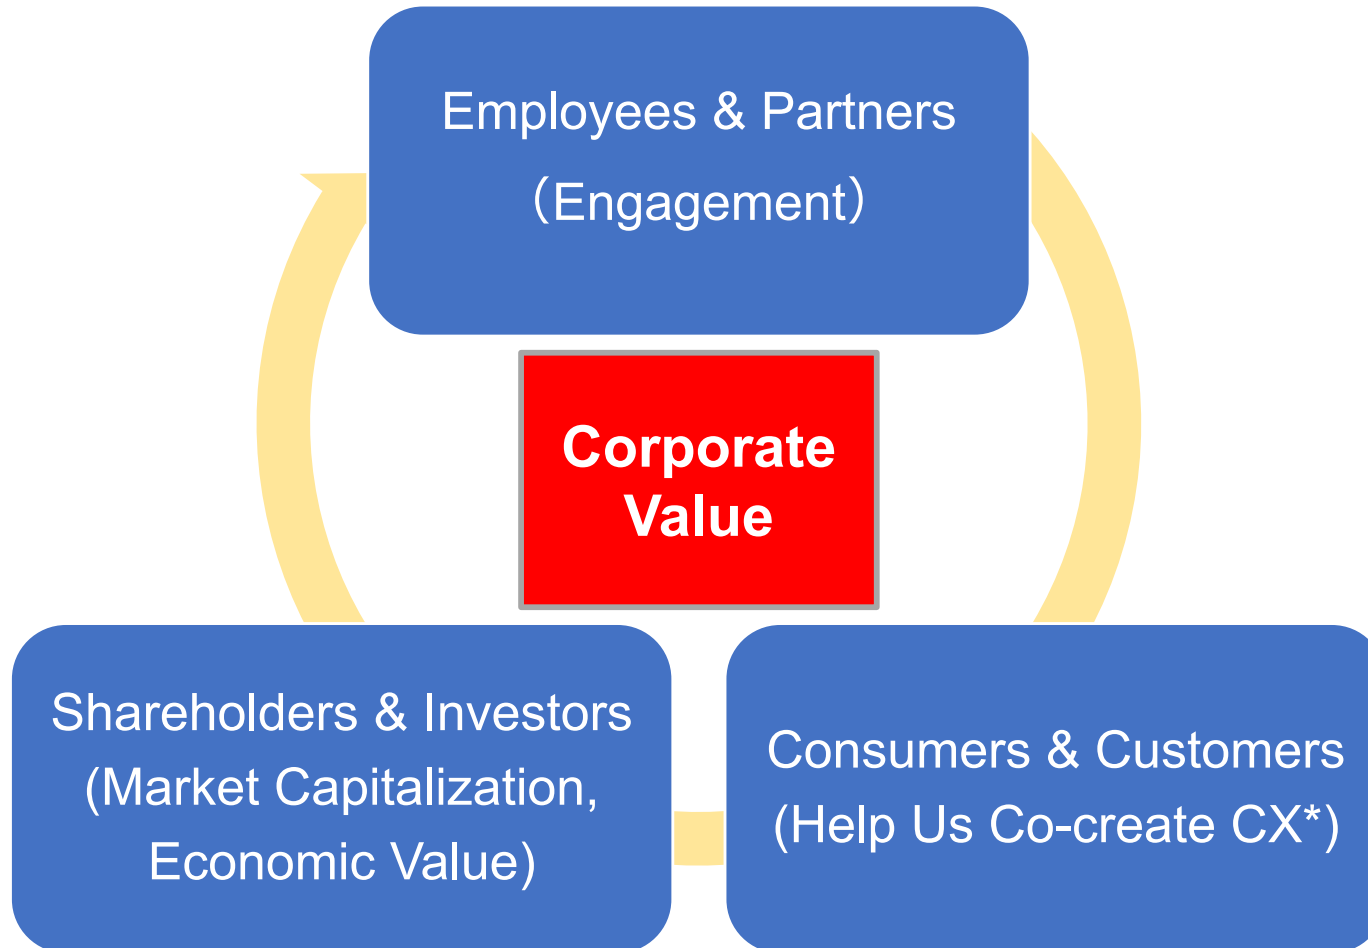 Employees & Partners
（Engagement）
Corporate
Value
Shareholders & Investors
(Market Capitalization,
Economic Value)
Consumers & Customers
(Help Us Co-create CX*)